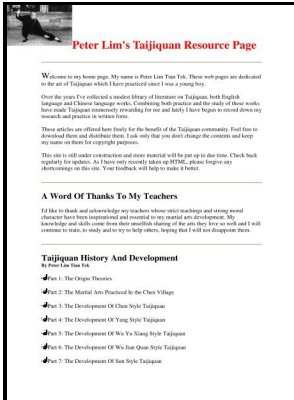 Peter Lim's Taijiquan Resource Page
Welcome to my home page. My name is Peter Lim Tian Tek. These web pages are dedicated
to the art of Taijiquan which I have practiced since I was a young boy.
Over the years I've collected a modest library of literature on Taijiquan, both English
language and Chinese language works. Combining both practice and the study of these works
have made Taijiquan emmensely rewarding for me and lately I have begun to record down my
research and practice in written form.
These articles are offered here freely for the benefit of the Taijiquan community. Feel free to
download them and distribute them. I ask only that you don't change the contents and keep
my name on them for copyright purposes.
This site is still under construction and more material will be put up in due time. Check back
regularly for updates. As I have only recently taken up HTML, please forgive any
shortcomings on this site. Your feedback will help to make it better.
A Word Of Thanks To My Teachers
I'd like to thank and acknowledge my teachers whose strict teachings and strong moral
character have been inspirational and essential to my martial arts development. My
knowledge and skills come from their unselfish sharing of the arts they love so well and I will
continue to train, to study and to try to help others, hoping that I will not disappoint them.
Taijiquan History And Development
By Peter Lim Tian Tek
Part 1: The Origin Theories
Part 2: The Martial Arts Practiced In the Chen Village
Part 3: The Development Of Chen Style Taijiquan
Part 4: The Development Of Yang Style Taijiquan
Part 5: The Development Of Wu Yu Xiang Style Taijiquan
Part 6: The Development Of Wu Jian Quan Style Taijiquan
Part 7: The Development Of Sun Style Taijiquan